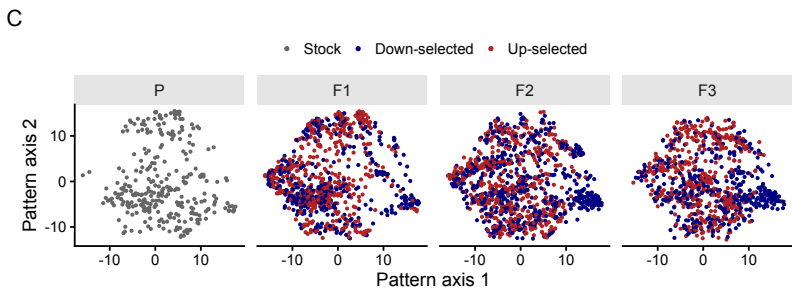 C
Stock Down-selected Up-selected
P F1 F2 F3
Pattern axis 2
10
0
-10
-10 0 10 -10 0 10 -10 0 10 -10 0 10
Pattern axis 1